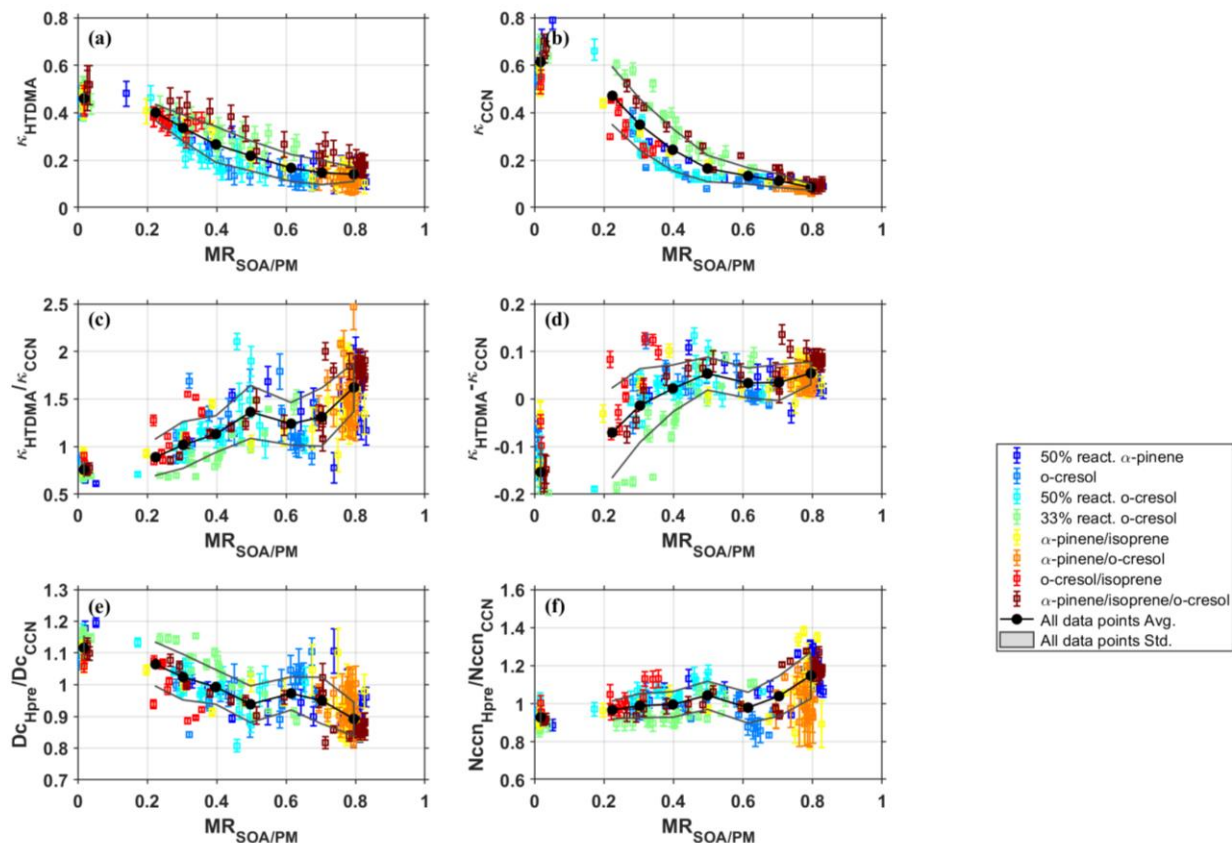 (a)
κHTDMA
0.8
0.6
0.4
0.2
0
0 0.2 0.4 0.6 0.8 1
MRSOA/PM
(b)
κCCN
0.8
0.6
0.4
0.2
0
0 0.2 0.4 0.6 0.8 1
MRSOA/PM
(c)
κHTDMA/κCCN
2.5
2
1.5
1
0.5
0 0.2 0.4 0.6 0.8 1
MRSOA/PM
(d)
κHTDMA-κCCN
0.2
0.1
0
-0.1
-0.2
0 0.2 0.4 0.6 0.8 1
MRSOA/PM
(e)
DcHpre/DcCCN
1.3
1.2
1.1
1
0.9
0.8
0.7
0 0.2 0.4 0.6 0.8 1
MRSOA/PM
(f)
NccnHpre/NccnCCN
1.6
1.4
1.2
1.0
0.8
0.6
0 0.2 0.4 0.6 0.8 1
MRSOA/PM
50% react. α-pinene
o-cresol
50% react. o-cresol
33% react. o-cresol
α-pinene/isoprene
α-pinene/o-cresol
o-cresol/isoprene
α-pinene/isoprene/o-cresol
All data points Avg.
All data points Std.